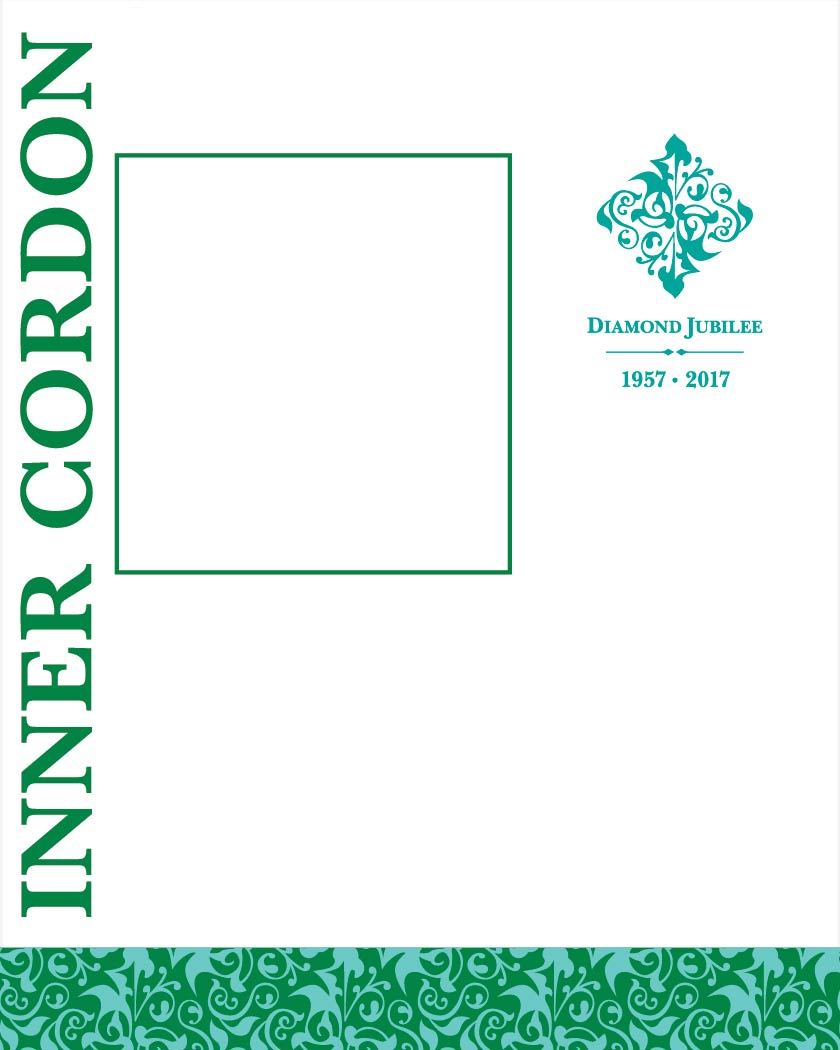 INNER CORDON
DIAMOND JUBILEE
1957 • 2017